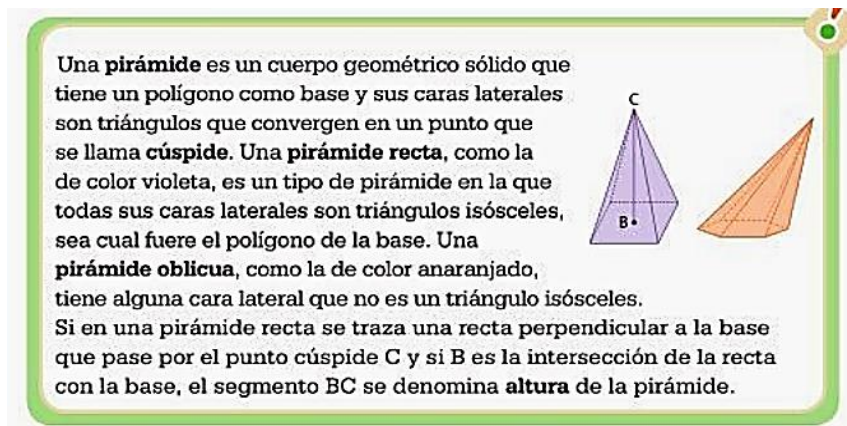 Una pirámide es un cuerpo geométrico sólido que
tiene un polígono como base y sus caras laterales
son triángulos que convergen en un punto que
se llama cúspide. Una pirámide recta, como la
de color violeta, es un tipo de pirámide en la que
todas sus caras laterales son triángulos isósceles,
sea cual fuere el polígono de la base. Una
pirámide oblicua, como la de color anaranjado,
tiene alguna cara lateral que no es un triángulo isósceles.
Si en una pirámide recta se traza una recta perpendicular a la base
que pase por el punto cúspide C y si B es la intersección de la recta
con la base, el segmento BC se denomina altura de la pirámide.
C
B